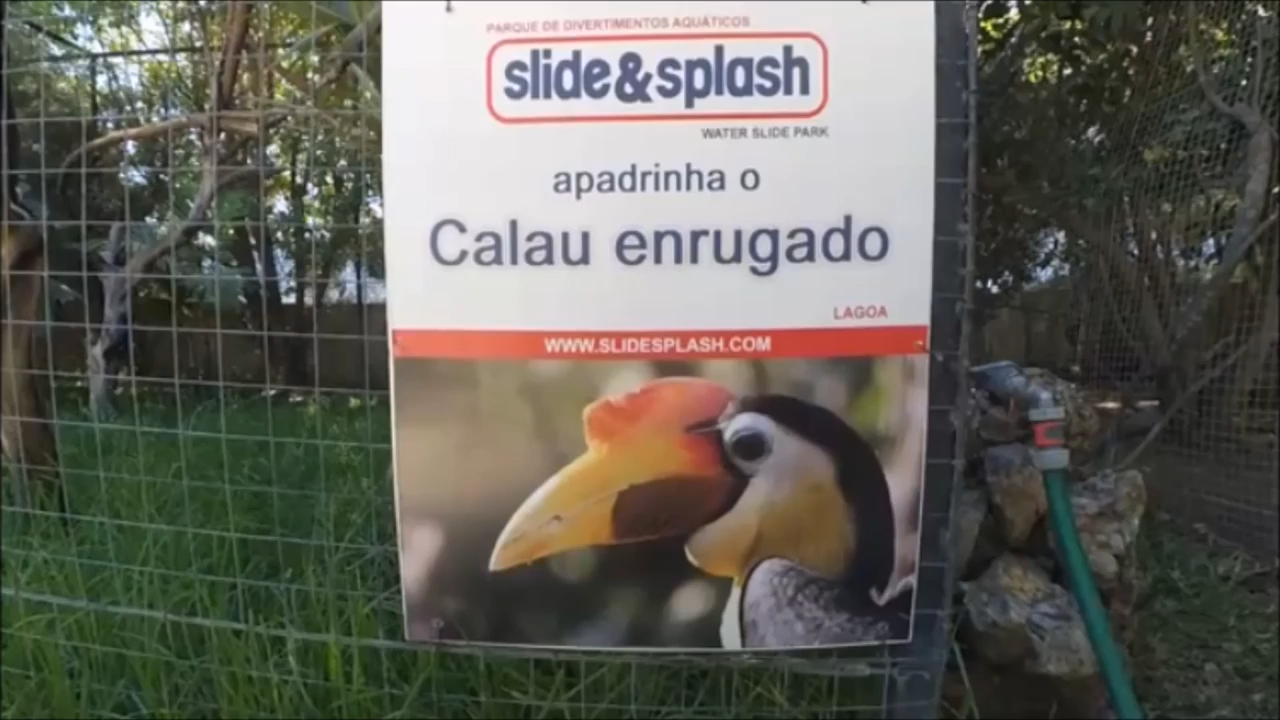 PARQUE DE DIVERTIMENTOS AQUÁTICOS
slide&splash
WATER SLIDE PARK
apadrinha o
Calau enrugado
LAGOA
WWW.SLIDESPLASH.COM